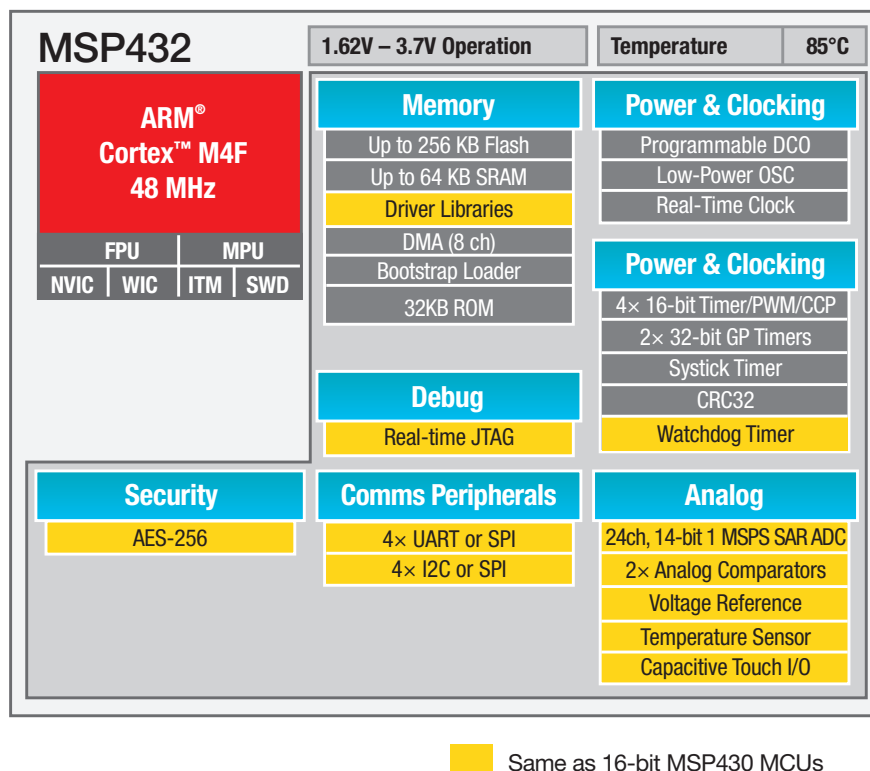 MSP432
1.62V – 3.7V Operation
Temperature
85°C
ARM®
Cortex™ M4F
48 MHz
FPU
MPU
NVIC
WIC
ITM
SWD
Memory
Up to 256 KB Flash
Up to 64 KB SRAM
Driver Libraries
DMA (8 ch)
Bootstrap Loader
32KB ROM
Power & Clocking
Programmable DCO
Low-Power OSC
Real-Time Clock
Power & Clocking
4× 16-bit Timer/PWM/CCP
2× 32-bit GP Timers
Systick Timer
CRC32
Watchdog Timer
Debug
Real-time JTAG
Security
AES-256
Comms Peripherals
4× UART or SPI
4× I2C or SPI
Analog
24ch, 14-bit 1 MSPS SAR ADC
2× Analog Comparators
Voltage Reference
Temperature Sensor
Capacitive Touch I/O
Same as 16-bit MSP430 MCUs